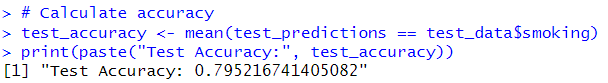 > # Calculate accuracy
> test_accuracy <- mean(test_predictions == test_data$smoking)
> print(paste("Test Accuracy:", test_accuracy))
[1] "Test Accuracy: 0.795216741405082"